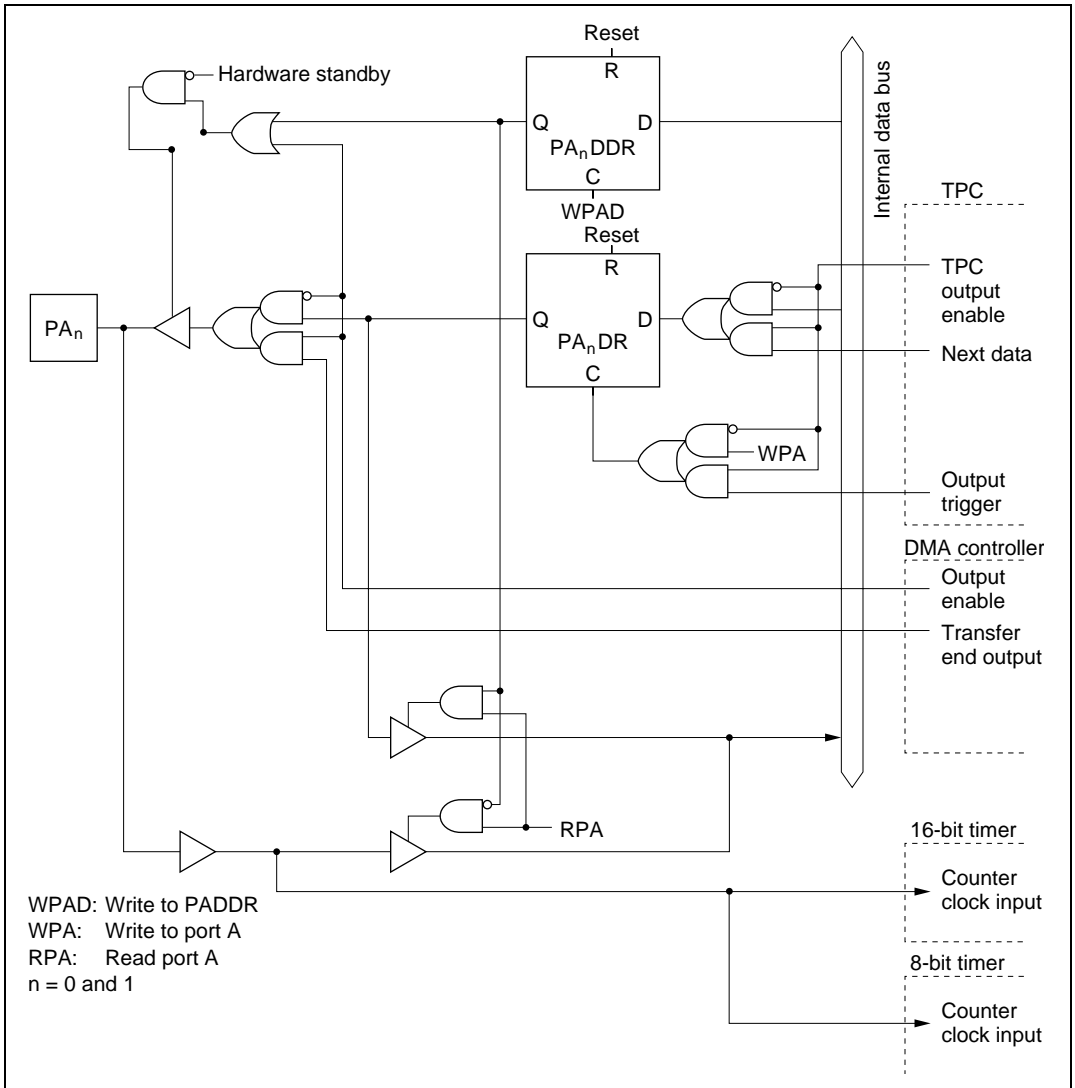 Reset
Hardware standby
R
Q
D
PAnDDR
C
WPAD
Internal data bus
TPC
Reset
R
TPC
output
enable
PAn
Q
D
PAnDR
Next data
C
WPA
Output
trigger
DMA controller
Output
enable
Transfer
end output
RPA
16-bit timer
Counter
clock input
WPAD: Write to PADDR
WPA: Write to port A
RPA: Read port A
n = 0 and 1
8-bit timer
Counter
clock input